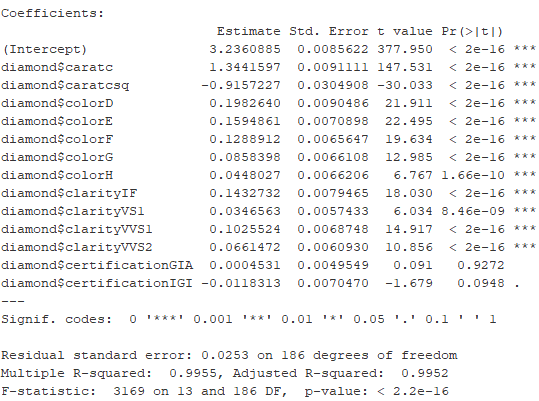 Coefficients:
Estimate Std. Error t value Pr(>|t|)
(Intercept) 3.2360885 0.0085622 377.950 < 2e-16 ***
diamond$caratc 1.3441597 0.0091111 147.531 < 2e-16 ***
diamond$caratcsq -0.9157227 0.0304908 -30.033 < 2e-16 ***
diamond$colorD 0.1982640 0.0090486 21.911 < 2e-16 ***
diamond$colorE 0.1594861 0.0070898 22.495 < 2e-16 ***
diamond$colorF 0.1288912 0.0065647 19.634 < 2e-16 ***
diamond$colorG 0.0858398 0.0066108 12.985 < 2e-16 ***
diamond$colorH 0.0448027 0.0066206 6.767 1.66e-10 ***
diamond$clarityIF 0.1432732 0.0079465 18.030 < 2e-16 ***
diamond$clarityVS1 0.0346563 0.0057433 6.034 8.46e-09 ***
diamond$clarityVVS1 0.1025524 0.0068748 14.917 < 2e-16 ***
diamond$clarityVVS2 0.0661472 0.0060930 10.856 < 2e-16 ***
diamond$certificationGIA 0.0004531 0.0049549 0.091 0.9272
diamond$certificationIGI -0.0118313 0.0070470 -1.679 0.0948 .
---
Signif. codes: 0 '***' 0.001 '**' 0.01 '*' 0.05 '.' 0.1 ' ' 1
Residual standard error: 0.0253 on 186 degrees of freedom
Multiple R-squared: 0.9955, Adjusted R-squared: 0.9952
F-statistic: 3169 on 13 and 186 DF, p-value: < 2.2e-16